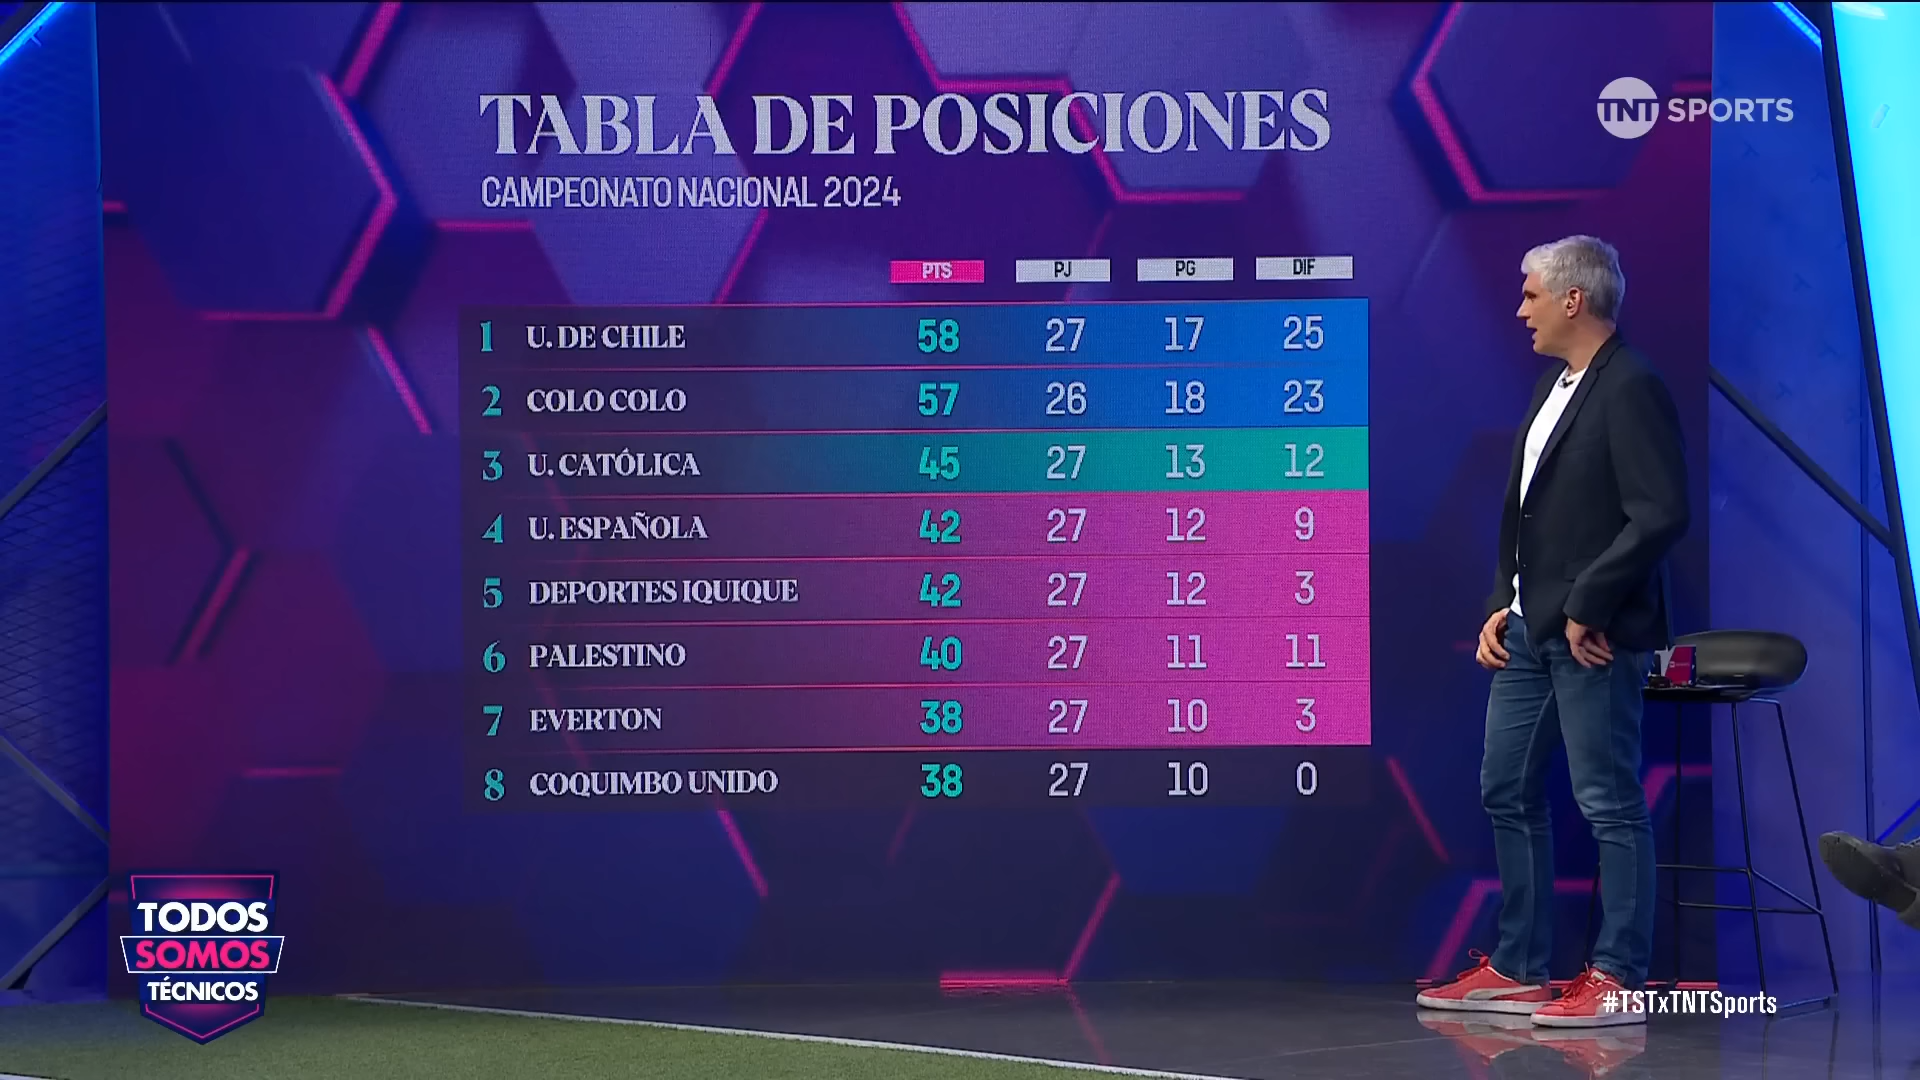 TABLA DE POSICIONES
TNT SPORTS
CAMPEONATO NACIONAL 2024
PTS PJ PG DIF
1 U. DE CHILE 58 27 17 25
2 COLO COLO 57 26 18 23
3 U. CATÓLICA 45 27 13 12
4 U. ESPAÑOLA 42 27 12 9
5 DEPORTES IQUIQUE 42 27 12 3
6 PALESTINO 40 27 11 11
7 EVERTON 38 27 10 3
8 COQUIMBO UNIDO 38 27 10 0
TODOS
SOMOS
TÉCNICOS
#TSTxTNTSports